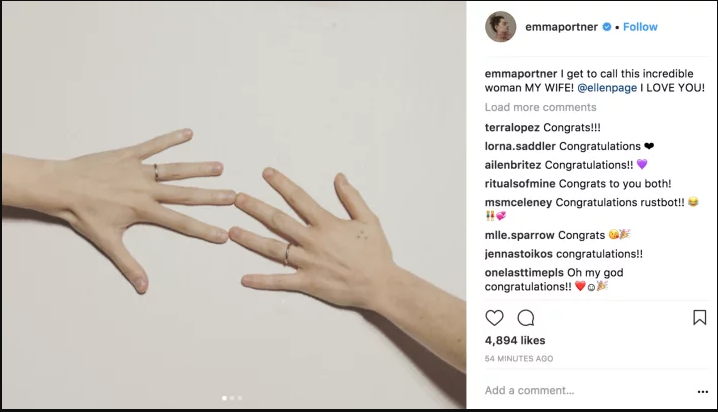 emmaportner • Follow
emmaportner I get to call this incredible
woman MY WIFE! @ellenpage I LOVE YOU!
Load more comments
terralopez Congrats!!!
lorna.saddler Congratulations ❤
ailenbritez Congratulations!! 💜
ritualsofmine Congrats to you both!
msmceleney Congratulations rustbot!! 😂
👯💞
mlle.sparrow Congrats 😘🎉
jennastoikos congratulations!!
onelasttimepls Oh my god
congratulations!! ❤️☺🎉
4,894 likes
54 MINUTES AGO
Add a comment...